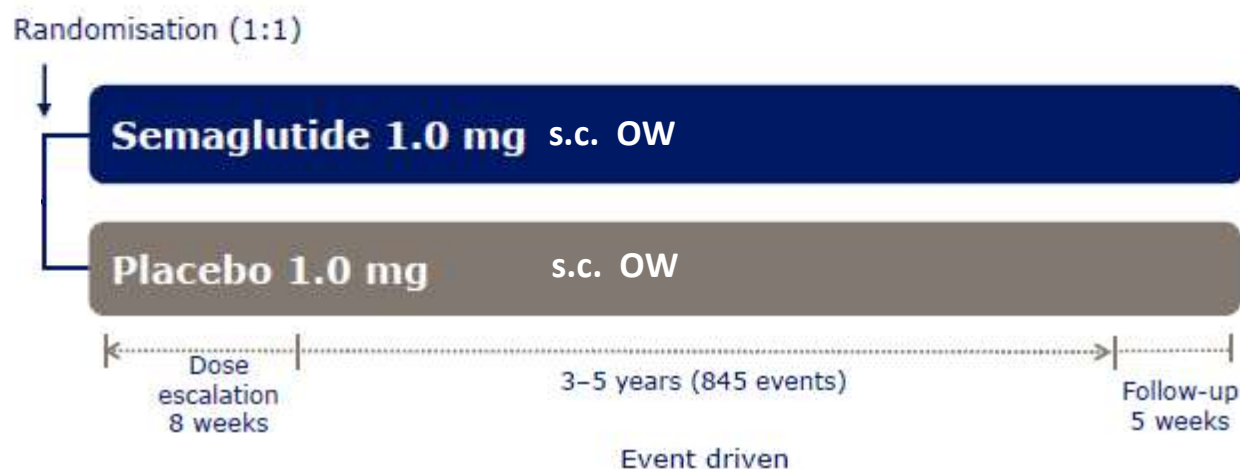 Randomisation (1:1)
Semaglutide 1.0 mg s.c. OW
Placebo 1.0 mg s.c. OW
Dose
escalation
8 weeks
3–5 years (845 events)
Follow-up
5 weeks
Event driven